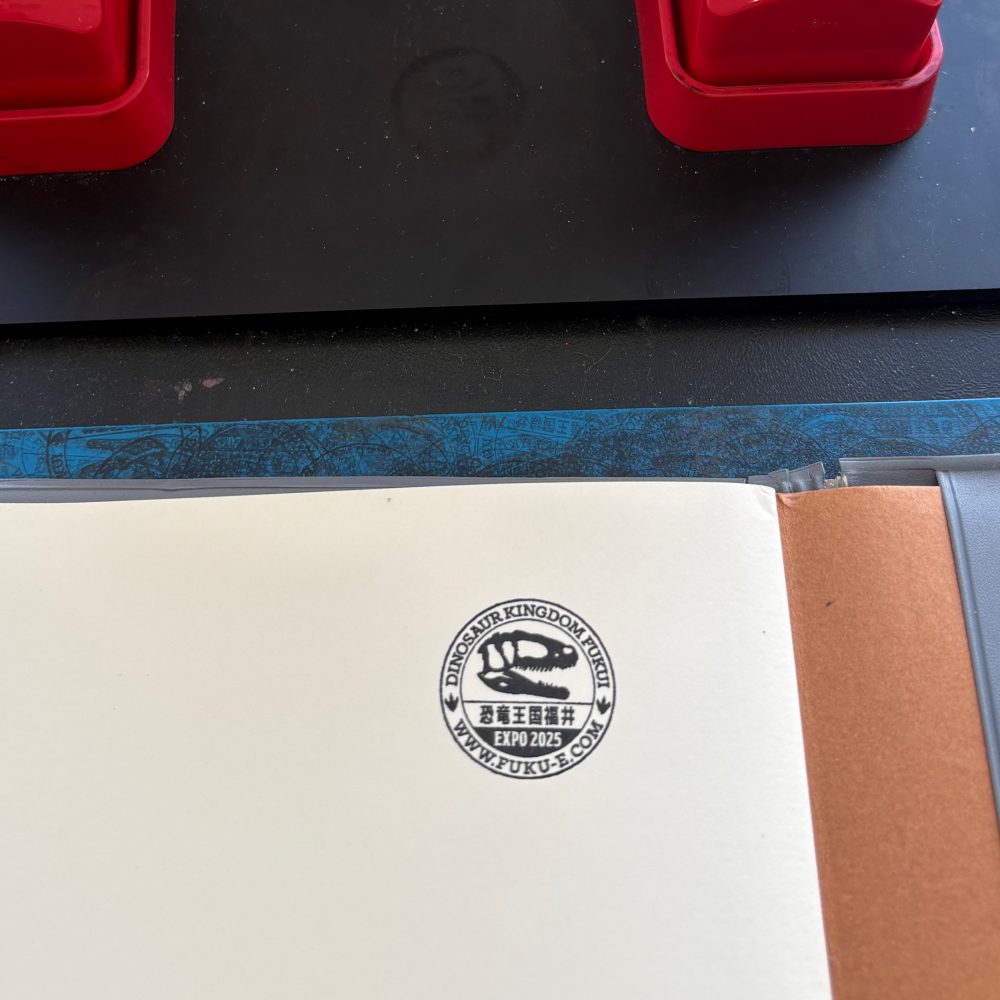 DINOSAUR KINGDOM FUKUI
恐竜王国福井
EXPO 2025
WWW.FUKU-E.COM